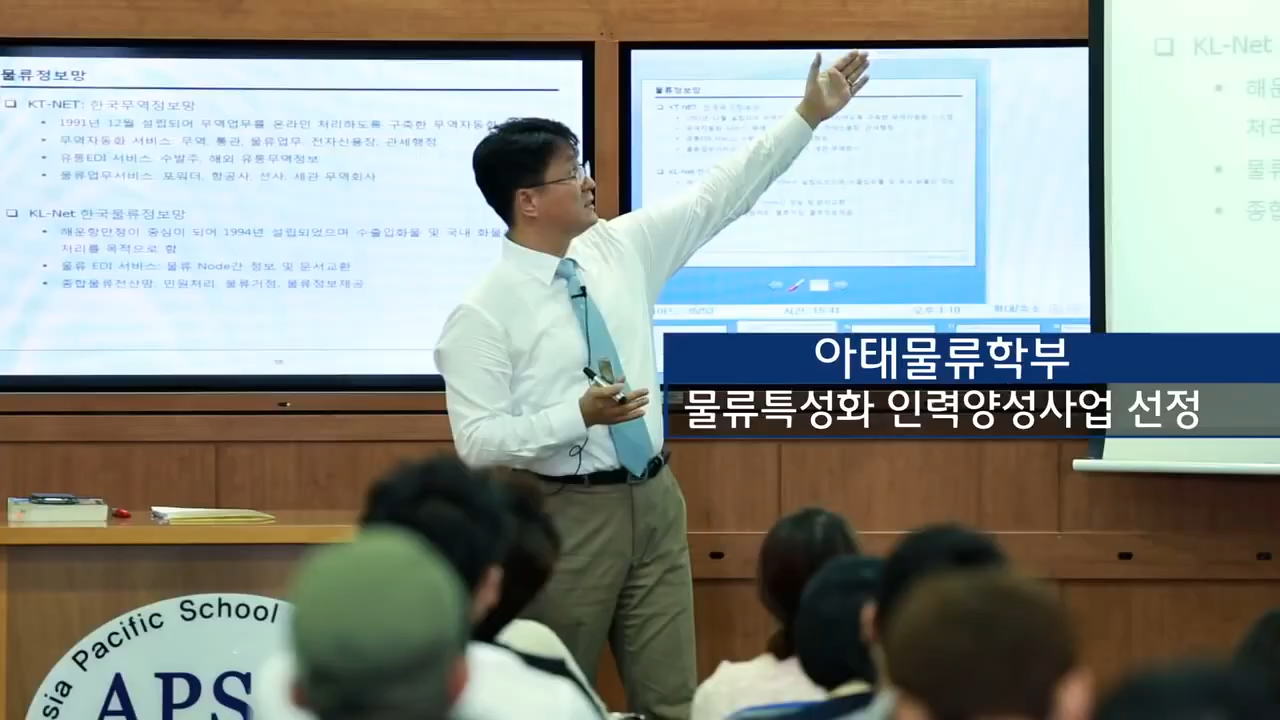 물류정보망
❑ KT-NET: 한국무역정보망
• 1991년 12월 설립되어 무역업무를 온라인 처리하도록 구축한 무역자동화
• 무역자동화 서비스: 무역, 통관, 물류업무, 전자신용장, 관세행정
• 유통EDI 서비스: 수발주, 해외 유통무역정보
• 물류업무서비스: 포워더, 항공사, 선사, 세관 무역회사
❑ KL-Net 한국물류정보망
• 해운항만청이 중심이 되어 1994년 설립되었으며 수출입화물 및 국내 화물
처리를 목적으로 함
• 물류 EDI 서비스: 물류 Node간 정보 및 문서교환
• 종합물류전산망, 민원처리, 물류거점, 물류정보제공
물류정보망
❑ KL-Net
• 해운
처리
• 물류
• 종합
아태물류학부
물류특성화 인력양성사업 선정
sia Pacific School
APS